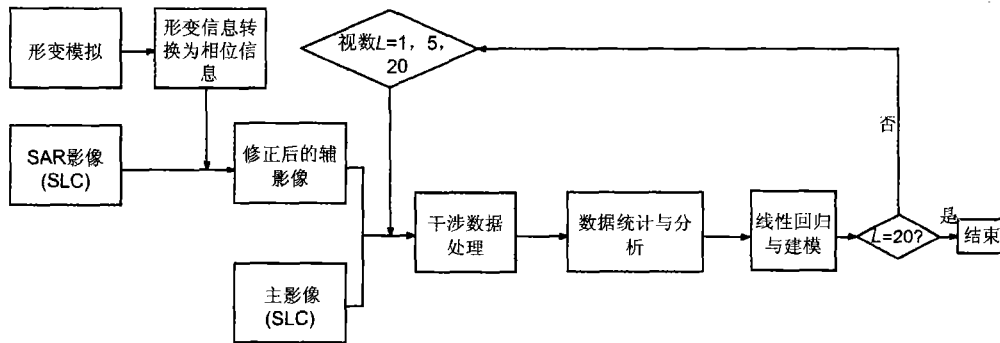 形变模拟
形变信息转
换为相位信
息
视数L=1，5，
20
否
SAR影像
(SLC)
修正后的辅
影像
干涉数据
处理
数据统计与分
析
线性回归
与建模
L=20?
是
结束
主影像
(SLC)